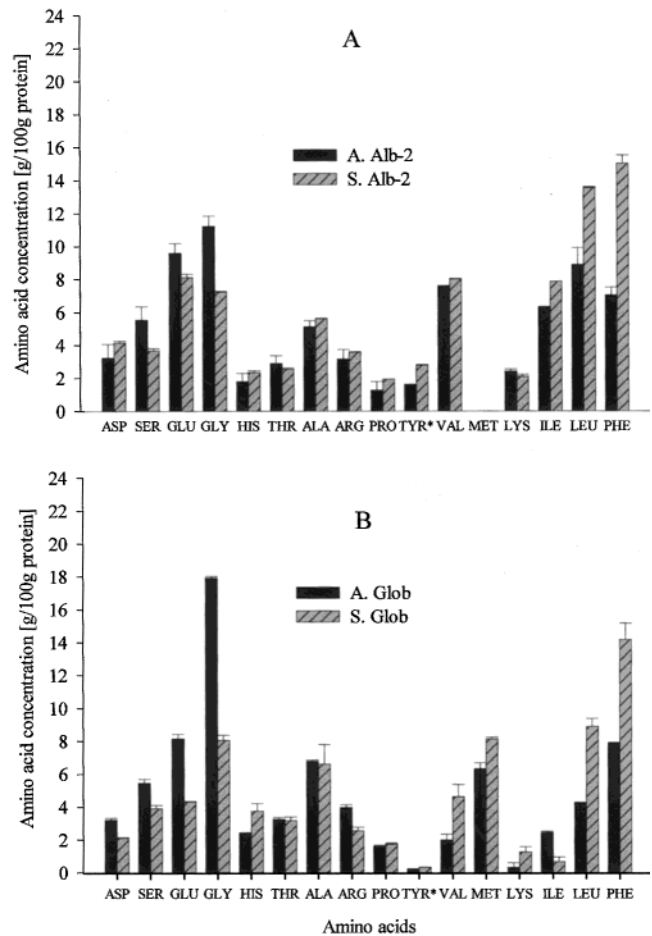 A
24
22
20
18
16
14
12
10
8
6
4
2
0
Amino acid concentration [g/100g protein]
A. Alb-2
S. Alb-2
ASP SER GLU GLY HIS THR ALA ARG PRO TYR* VAL MET LYS ILE LEU PHE
B
24
22
20
18
16
14
12
10
8
6
4
2
0
Amino acid concentration [g/100g protein]
A. Glob
S. Glob
ASP SER GLU GLY HIS THR ALA ARG PRO TYR* VAL MET LYS ILE LEU PHE
Amino acids